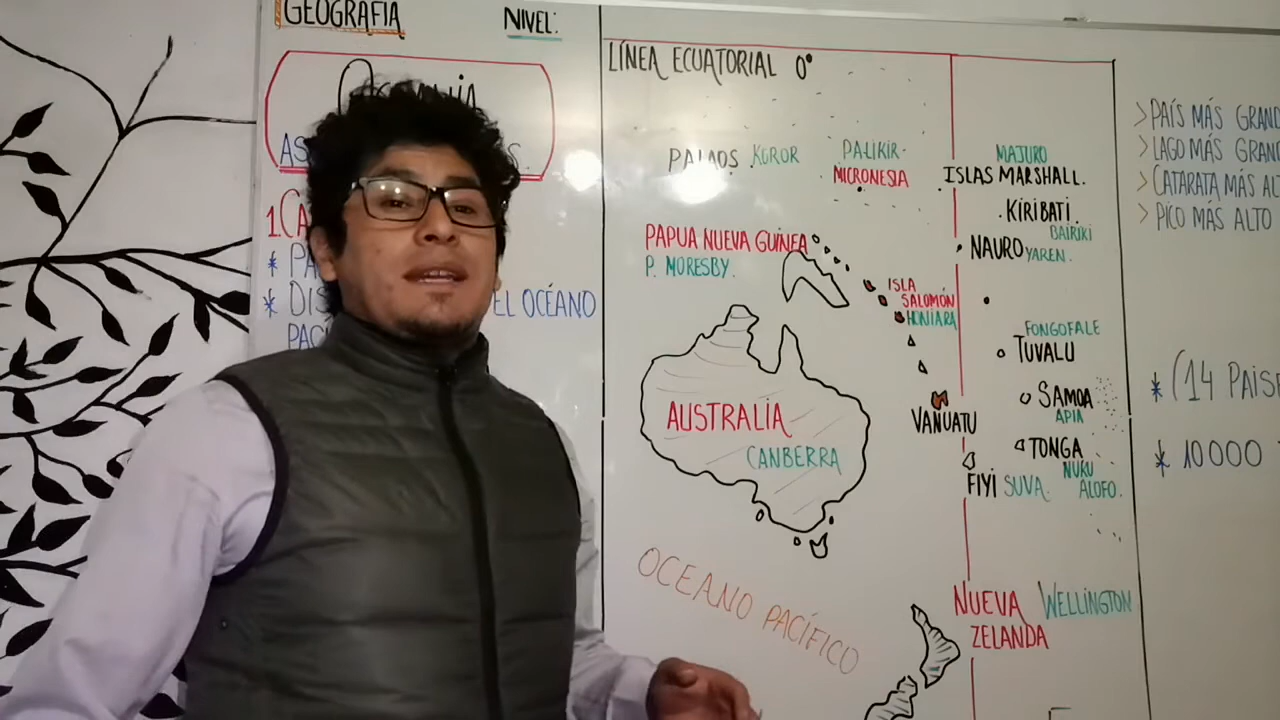 GEOGRAFIA
NIVEL:
LÍNEA ECUATORIAL 0°
PALAOS KOROR
PALIKIR-
MICRONESIA
MAJURO
ISLAS MARSHALL.
KIRIBATI
BAIRIKI
NAURO YAREN.
PAPUA NUEVA GUINEA
P. MORESBY.
ISLA
SALOMÓN
HONIARA
FONGOFALE
TUVALU
SAMOA
APIA
VANUATU
TONGA
NUKU
ALOFO.
FIYI SUVA.
AUSTRALIA
CANBERRA
OCEANO PACÍFICO
NUEVA WELLINGTON
ZELANDA
1.
*
*
EL OCÉANO
> PAÍS MÁS
> LAGO MÁS
> CATARATA MÁS
> PICO MÁS ALTO
* (14
* 10000